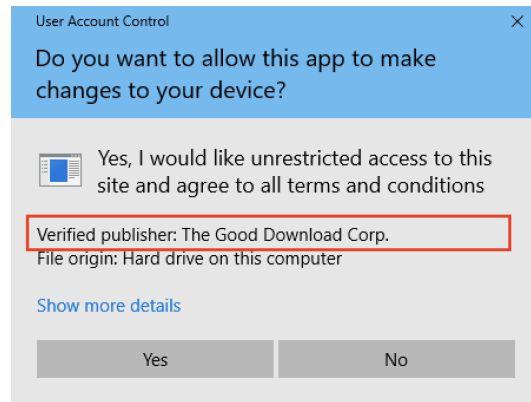 User Account Control
Do you want to allow this app to make
changes to your device?
Yes, I would like unrestricted access to this
site and agree to all terms and conditions
Verified publisher: The Good Download Corp.
File origin: Hard drive on this computer
Show more details
Yes
No